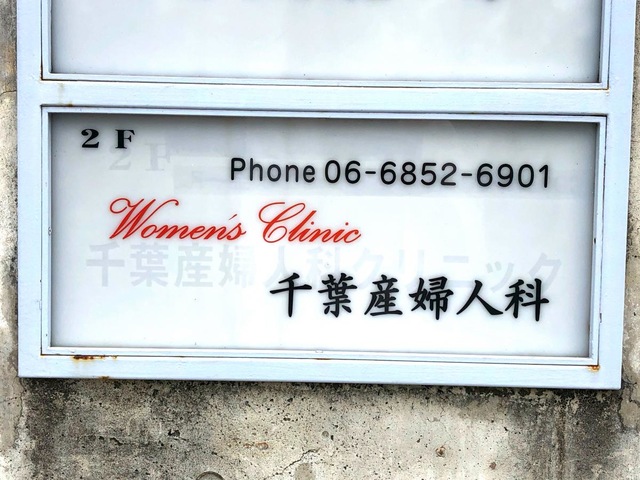 2F
Phone 06-6852-6901
Women's Clinic
千葉産婦人科クリニック
千葉産婦人科